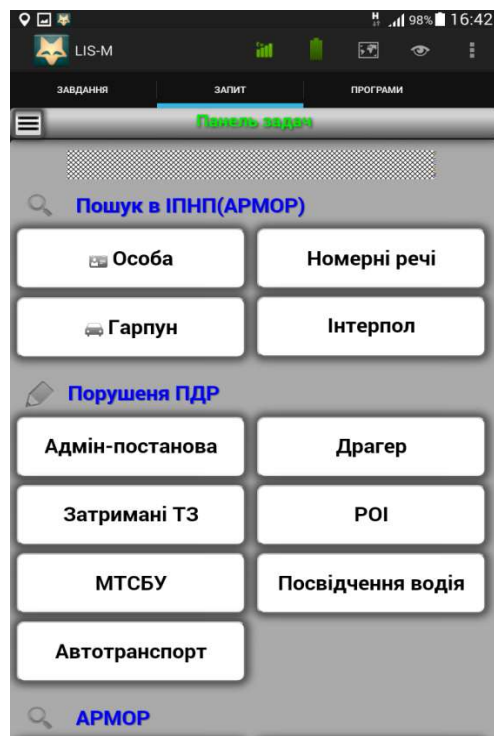 H 98% 16:42
LIS-M
ЗАВДАННЯ ЗАПИТ ПРОГРАМИ
Панель задач
Пошук в ІПНП(АРМОР)
Особа Номерні речі
Гарпун Інтерпол
Порушеня ПДР
Адмін-постанова Драгер
Затримані ТЗ POI
МТСБУ Посвідчення водія
Автотранспорт
АРМОР